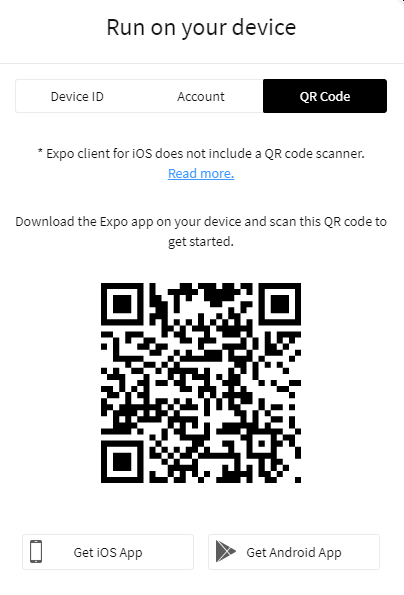 Run on your device
Device ID
Account
QR Code
* Expo client for iOS does not include a QR code scanner.
Read more.
Download the Expo app on your device and scan this QR code to
get started.
Get iOS App
Get Android App